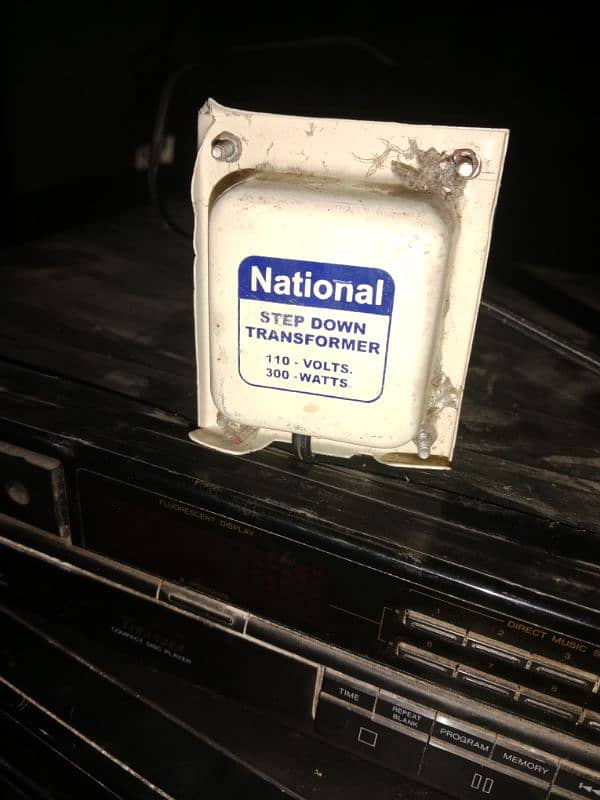 National
STEP DOWN
TRANSFORMER
110 - VOLTS.
300 -WATTS
FLUORESCENT DISPLAY
COMPACT DISC PLAYER
DIRECT MUSIC
1 2 3
6 7 8
TIME
REPEAT
BLANK
PROGRAM
MEMORY